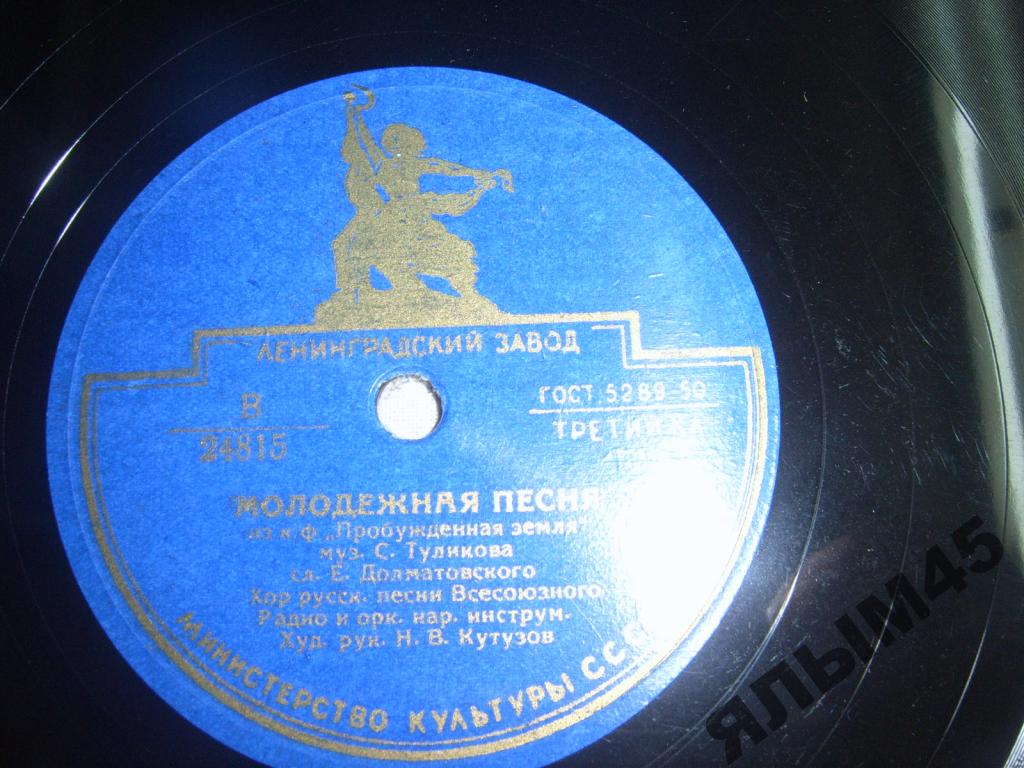 ЛЕНИНГРАДСКИЙ ЗАВОД
В
24815
ГОСТ 5289-50
МОЛОДЕЖНАЯ ПЕСНЯ
из к/ф „Пробужденная земля"
муз. С. Туликова
сл. Е. Долматовского
Хор русск. песни Всесоюзного
Радио и орк. нар. инструм.
Худ. рук. Н. В. Кутузов
МИНИСТЕРСТВО КУЛЬТУРЫ СССР
ЯЛЫМ45